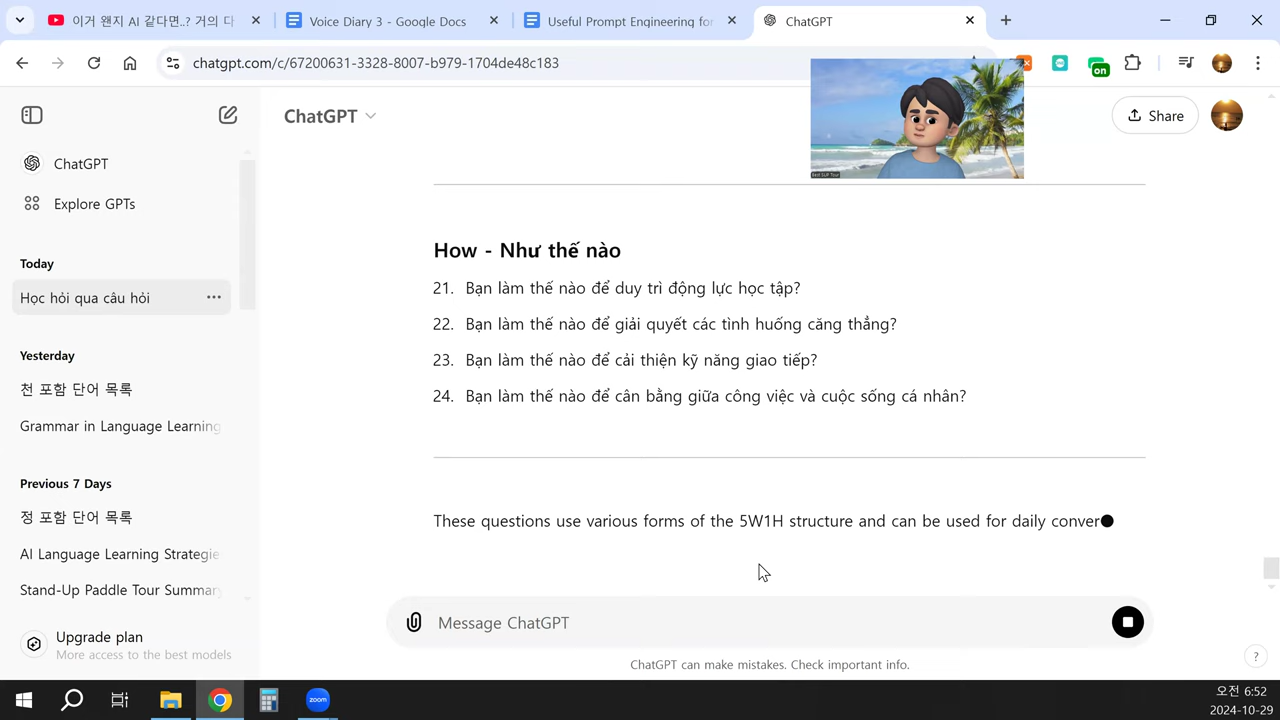 이거 왠지 AI 같다면..? 거의 다
Voice Diary 3 - Google Docs
Useful Prompt Engineering for
ChatGPT
chatgpt.com/c/67200631-3328-8007-b979-1704de48c183
on
ChatGPT
Share
ChatGPT
Explore GPTs
Today
Học hỏi qua câu hỏi
Yesterday
천 포함 단어 목록
Grammar in Language Learning
Previous 7 Days
정 포함 단어 목록
AI Language Learning Strategie
Stand-Up Paddle Tour Summary
Upgrade plan
More access to the best models
How - Như thế nào
21. Bạn làm thế nào để duy trì động lực học tập?
22. Bạn làm thế nào để giải quyết các tình huống căng thẳng?
23. Bạn làm thế nào để cải thiện kỹ năng giao tiếp?
24. Bạn làm thế nào để cân bằng giữa công việc và cuộc sống cá nhân?
These questions use various forms of the 5W1H structure and can be used for daily conver
Message ChatGPT
ChatGPT can make mistakes. Check important info.
?
zoom
오전 6:52
2024-10-29